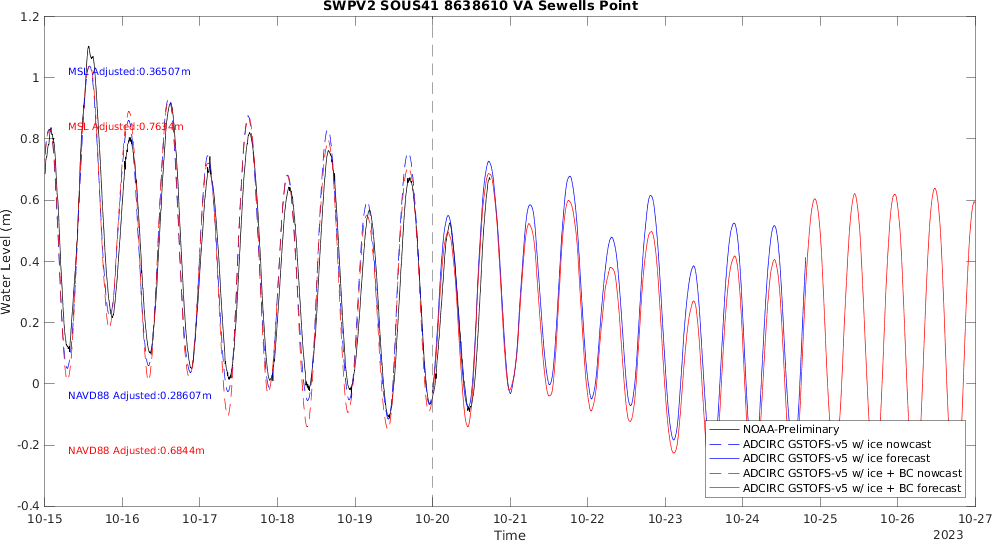 SWPV2 SOUS41 8638610 VA Sewells Point
1.2
1
0.8
0.6
0.4
0.2
0
-0.2
-0.4
Water Level (m)
MSL Adjusted:0.36507m
MSL Adjusted:0.7634m
NAVD88 Adjusted:0.28607m
NAVD88 Adjusted:0.6844m
NOAA-Preliminary
ADCIRC GSTOFS-v5 w/ ice nowcast
ADCIRC GSTOFS-v5 w/ ice forecast
ADCIRC GSTOFS-v5 w/ ice + BC nowcast
ADCIRC GSTOFS-v5 w/ ice + BC forecast
10-15 10-16 10-17 10-18 10-19 10-20 10-21 10-22 10-23 10-24 10-25 10-26 10-27
Time
2023